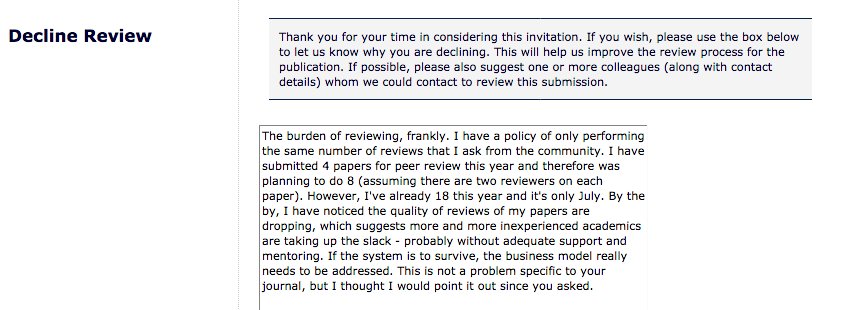 Decline Review
Thank you for your time in considering this invitation. If you wish, please use the box below
to let us know why you are declining. This will help us improve the review process for the
publication. If possible, please also suggest one or more colleagues (along with contact
details) whom we could contact to review this submission.
The burden of reviewing, frankly. I have a policy of only performing
the same number of reviews that I ask from the community. I have
submitted 4 papers for peer review this year and therefore was
planning to do 8 (assuming there are two reviewers on each
paper). However, I've already 18 this year and it's only July. By the
by, I have noticed the quality of reviews of my papers are
dropping, which suggests more and more inexperienced academics
are taking up the slack - probably without adequate support and
mentoring. If the system is to survive, the business model really
needs to be addressed. This is not a problem specific to your
journal, but I thought I would point it out since you asked.